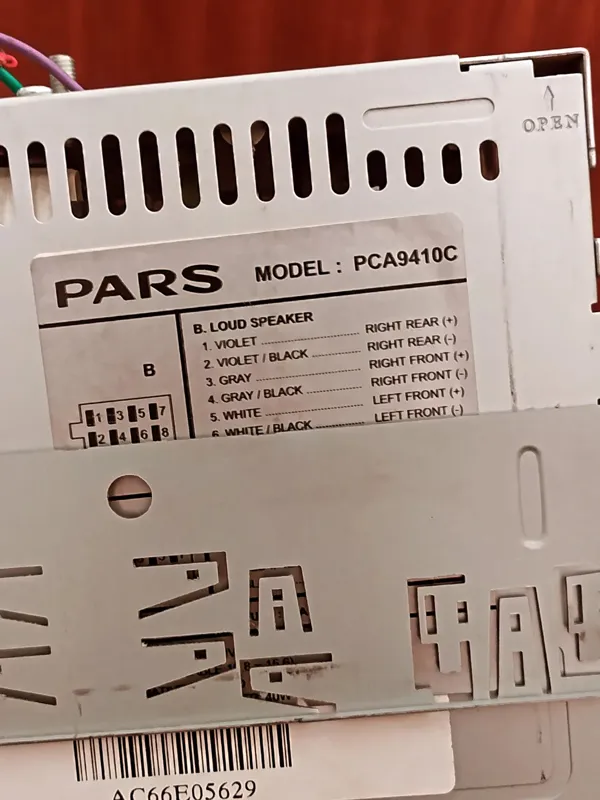 OPEN
PARS MODEL : PCA9410C
B
B. LOUD SPEAKER
1. VIOLET .......... RIGHT REAR (+)
2. VIOLET / BLACK .......... RIGHT REAR (-)
3. GRAY .......... RIGHT FRONT (+)
4. GRAY / BLACK .......... RIGHT FRONT (-)
5. WHITE .......... LEFT FRONT (+)
6. WHITE / BLACK .......... LEFT FRONT (-)
1 3 5 7
2 4 6 8
40W
AC66E05629